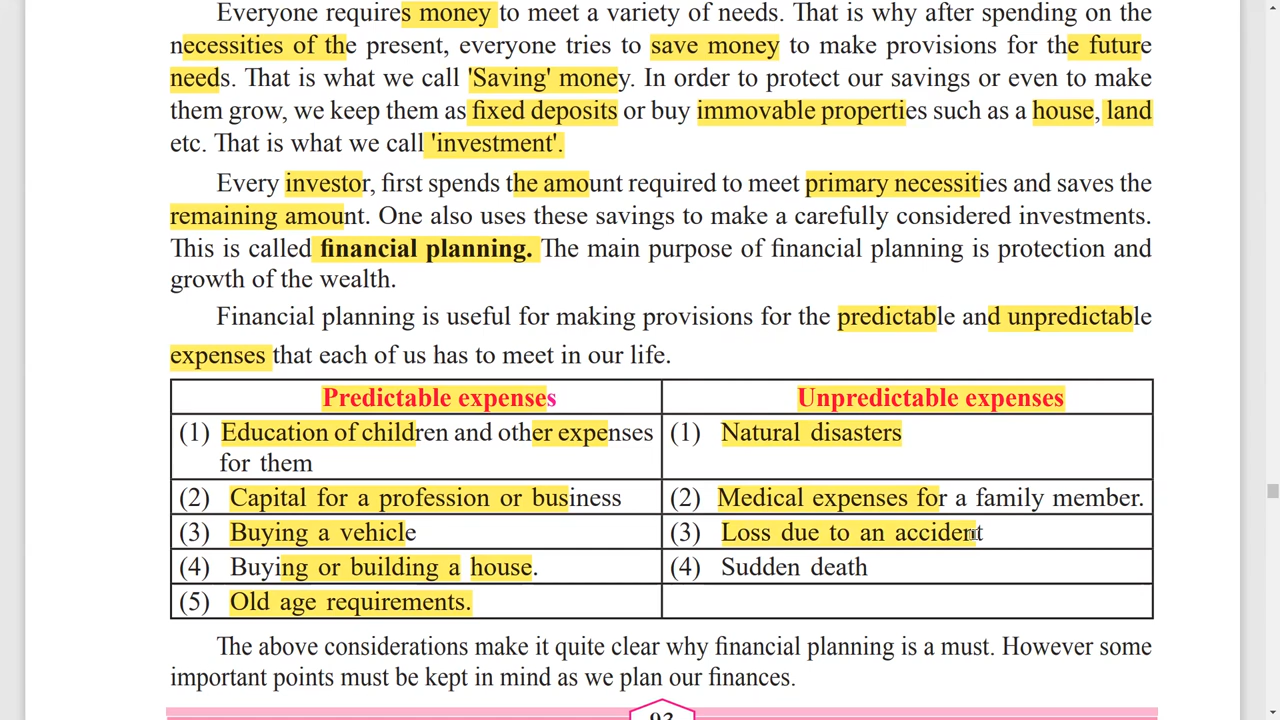 Everyone requires money to meet a variety of needs. That is why after spending on the
necessities of the present, everyone tries to save money to make provisions for the future
needs. That is what we call 'Saving' money. In order to protect our savings or even to make
them grow, we keep them as fixed deposits or buy immovable properties such as a house, land
etc. That is what we call 'investment'.
Every investor, first spends the amount required to meet primary necessities and saves the
remaining amount. One also uses these savings to make a carefully considered investments.
This is called financial planning. The main purpose of financial planning is protection and
growth of the wealth.
Financial planning is useful for making provisions for the predictable and unpredictable
expenses that each of us has to meet in our life.
Predictable expenses
Unpredictable expenses
(1) Education of children and other expenses
for them
(1) Natural disasters
(2) Capital for a profession or business
(2) Medical expenses for a family member.
(3) Buying a vehicle
(3) Loss due to an accident
(4) Buying or building a house.
(4) Sudden death
(5) Old age requirements.
The above considerations make it quite clear why financial planning is a must. However some
important points must be kept in mind as we plan our finances.
93